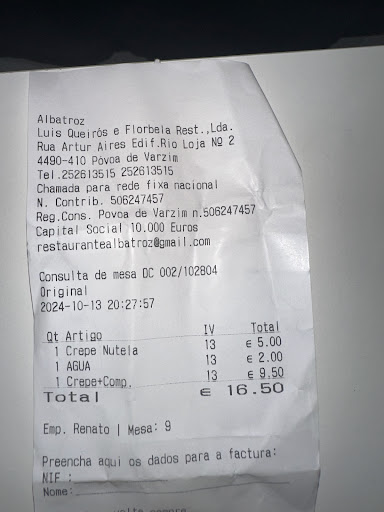 Albatroz
Luis Queirós e Florbela Rest.,Lda.
Rua Artur Aires Edif.Rio Loja Nº 2
4490-410 Póvoa de Varzim
Tel.252613515 252613515
Chamada para rede fixa nacional
N. Contrib. 506247457
Reg.Cons. Povoa de Varzim n.506247457
Capital Social 10.000 Euros
restaurantealbatroz@gmail.com
Consulta de mesa DC 002/102804
Original
2024-10-13 20:27:57
Qt Artigo IV Total
1 Crepe Nutela 13 € 5.00
1 AGUA 13 € 2.00
1 Crepe+Comp. 13 € 9.50
Total € 16.50
Emp. Renato | Mesa: 9
Preencha aqui os dados para a factura:
NIF :
Nome:
volte sempre